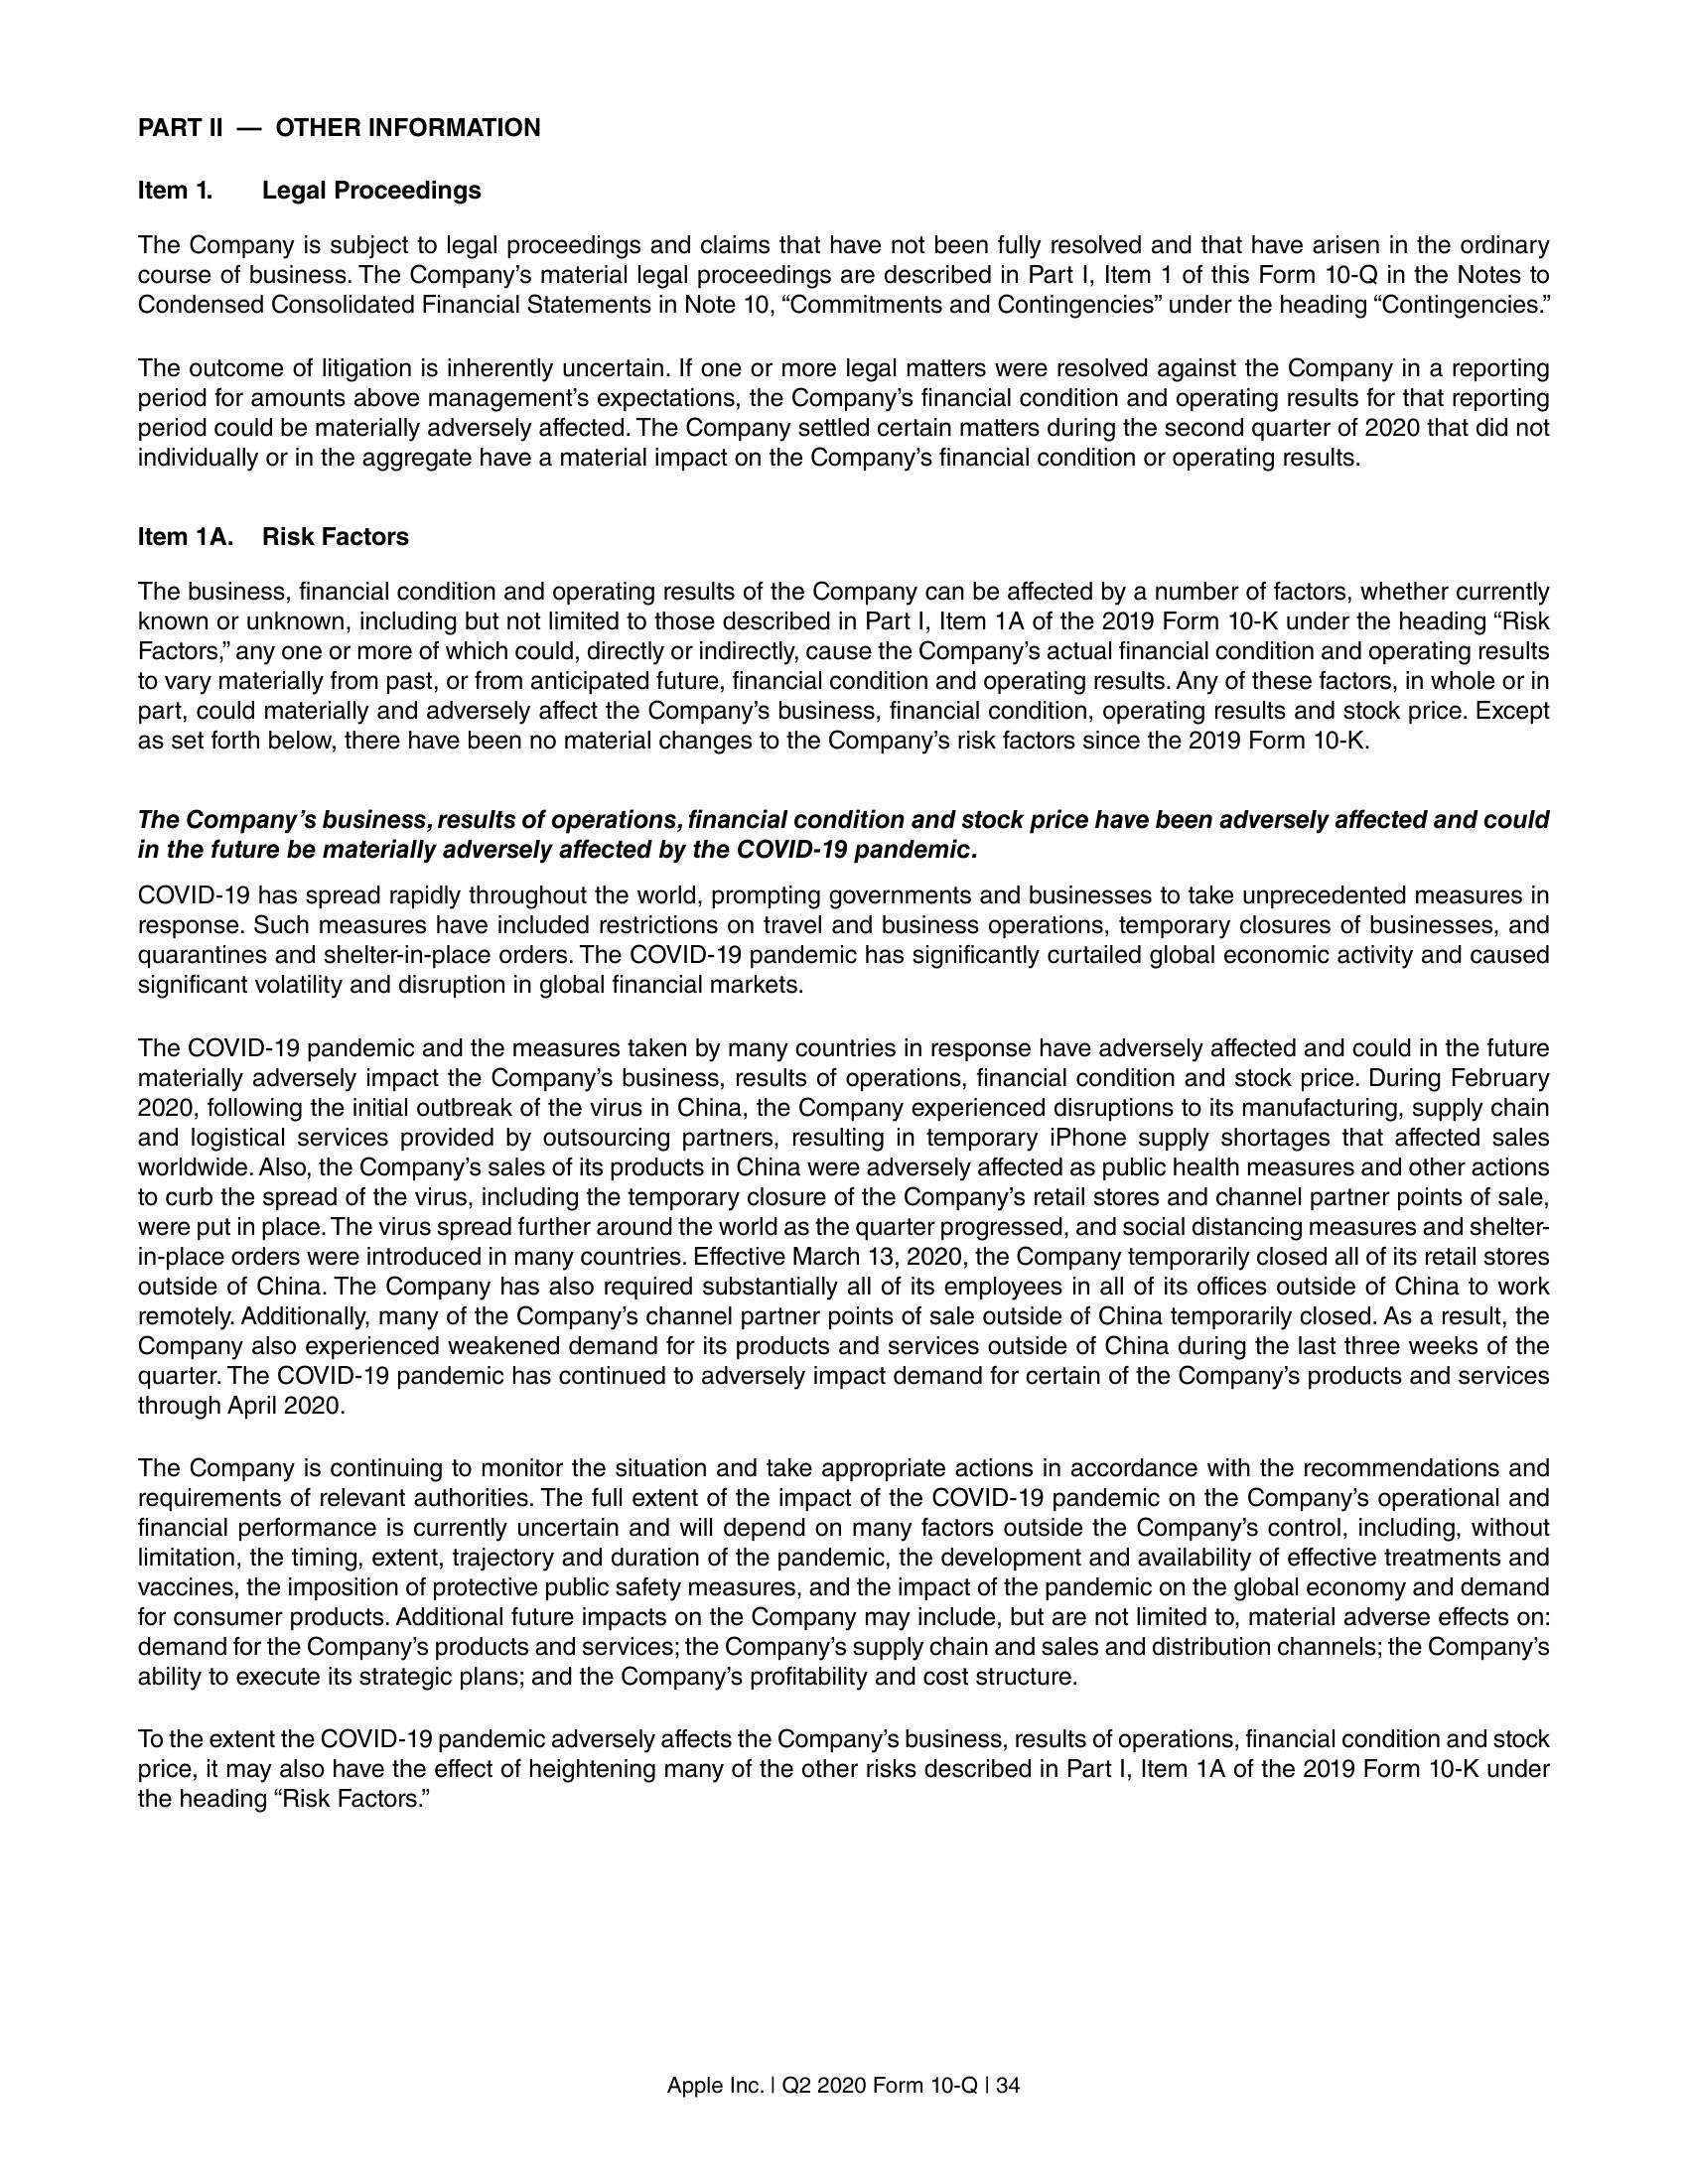 PART II — OTHER INFORMATION
Item 1. Legal Proceedings
The Company is subject to legal proceedings and claims that have not been fully resolved and that have arisen in the ordinary
course of business. The Company’s material legal proceedings are described in Part I, Item 1 of this Form 10-Q in the Notes to
Condensed Consolidated Financial Statements in Note 10, “Commitments and Contingencies” under the heading “Contingencies.”
The outcome of litigation is inherently uncertain. If one or more legal matters were resolved against the Company in a reporting
period for amounts above management’s expectations, the Company’s financial condition and operating results for that reporting
period could be materially adversely affected. The Company settled certain matters during the second quarter of 2020 that did not
individually or in the aggregate have a material impact on the Company’s financial condition or operating results.
Item 1A. Risk Factors
The business, financial condition and operating results of the Company can be affected by a number of factors, whether currently
known or unknown, including but not limited to those described in Part I, Item 1A of the 2019 Form 10-K under the heading “Risk
Factors,” any one or more of which could, directly or indirectly, cause the Company’s actual financial condition and operating results
to vary materially from past, or from anticipated future, financial condition and operating results. Any of these factors, in whole or in
part, could materially and adversely affect the Company’s business, financial condition, operating results and stock price. Except
as set forth below, there have been no material changes to the Company’s risk factors since the 2019 Form 10-K.
The Company’s business, results of operations, financial condition and stock price have been adversely affected and could
in the future be materially adversely affected by the COVID-19 pandemic.
COVID-19 has spread rapidly throughout the world, prompting governments and businesses to take unprecedented measures in
response. Such measures have included restrictions on travel and business operations, temporary closures of businesses, and
quarantines and shelter-in-place orders. The COVID-19 pandemic has significantly curtailed global economic activity and caused
significant volatility and disruption in global financial markets.
The COVID-19 pandemic and the measures taken by many countries in response have adversely affected and could in the future
materially adversely impact the Company’s business, results of operations, financial condition and stock price. During February
2020, following the initial outbreak of the virus in China, the Company experienced disruptions to its manufacturing, supply chain
and logistical services provided by outsourcing partners, resulting in temporary iPhone supply shortages that affected sales
worldwide. Also, the Company’s sales of its products in China were adversely affected as public health measures and other actions
to curb the spread of the virus, including the temporary closure of the Company’s retail stores and channel partner points of sale,
were put in place. The virus spread further around the world as the quarter progressed, and social distancing measures and shelter-
in-place orders were introduced in many countries. Effective March 13, 2020, the Company temporarily closed all of its retail stores
outside of China. The Company has also required substantially all of its employees in all of its offices outside of China to work
remotely. Additionally, many of the Company’s channel partner points of sale outside of China temporarily closed. As a result, the
Company also experienced weakened demand for its products and services outside of China during the last three weeks of the
quarter. The COVID-19 pandemic has continued to adversely impact demand for certain of the Company’s products and services
through April 2020.
The Company is continuing to monitor the situation and take appropriate actions in accordance with the recommendations and
requirements of relevant authorities. The full extent of the impact of the COVID-19 pandemic on the Company’s operational and
financial performance is currently uncertain and will depend on many factors outside the Company’s control, including, without
limitation, the timing, extent, trajectory and duration of the pandemic, the development and availability of effective treatments and
vaccines, the imposition of protective public safety measures, and the impact of the pandemic on the global economy and demand
for consumer products. Additional future impacts on the Company may include, but are not limited to, material adverse effects on:
demand for the Company’s products and services; the Company’s supply chain and sales and distribution channels; the Company’s
ability to execute its strategic plans; and the Company’s profitability and cost structure.
To the extent the COVID-19 pandemic adversely affects the Company’s business, results of operations, financial condition and stock
price, it may also have the effect of heightening many of the other risks described in Part I, Item 1A of the 2019 Form 10-K under
the heading “Risk Factors.”
Apple Inc. | Q2 2020 Form 10-Q | 34